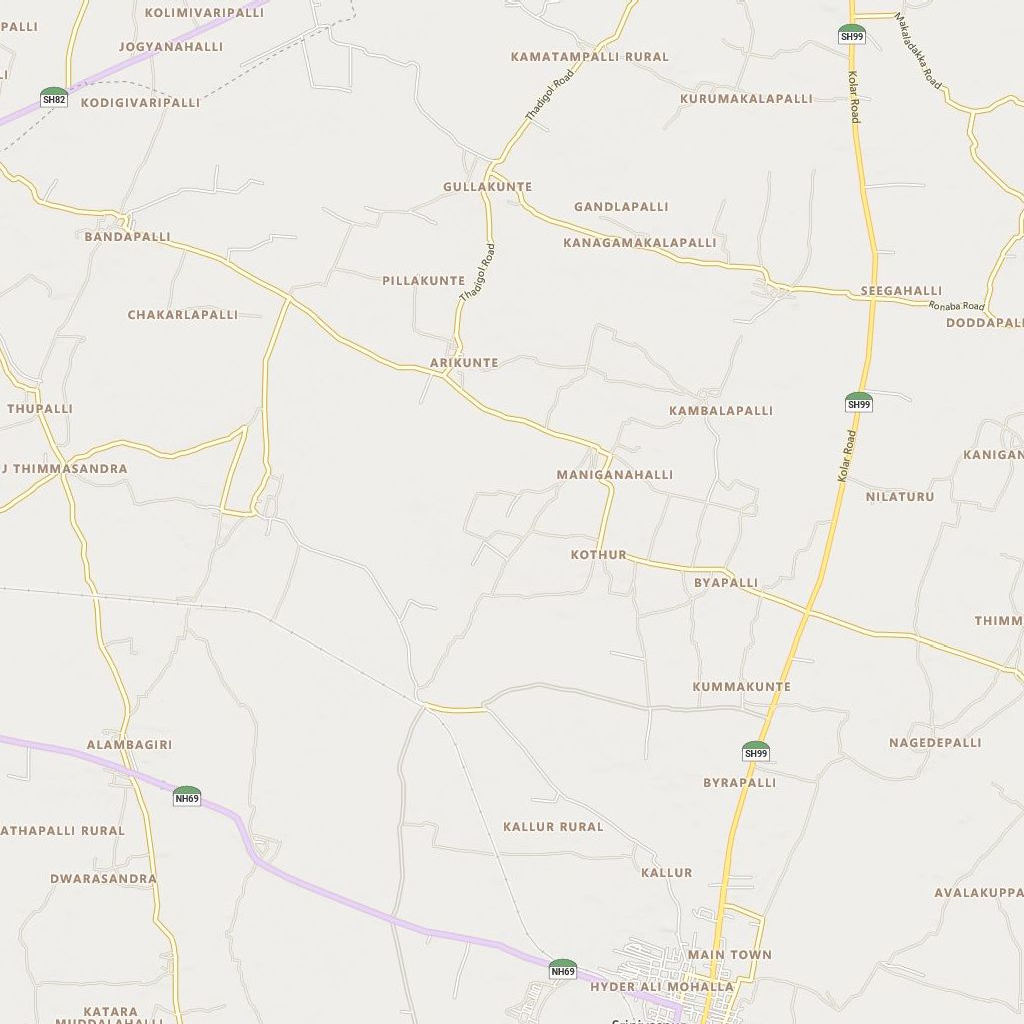 KOLIMIVARIPALLI
PALLI
JOGYANAHALLI
KAMATAMPALLI RURAL
SH99
Makaladakka Road
SH82
KODIGIVARIPALLI
Thadigol Road
KURUMAKALAPALLI
Kolar Road
GULLAKUNTE
GANDLAPALLI
BANDAPALLI
KANAGAMAKALAPALLI
Thadigol Road
PILLAKUNTE
SEEGAHALLI
Ronaba Road
CHAKARLAPALLI
DODDAPALL
ARIKUNTE
THUPALLI
KAMBALAPALLI
SH99
Kolar Road
J THIMMASANDRA
MANIGANAHALLI
KANIGAN
NILATURU
KOTHUR
BYAPALLI
THIMM
KUMMAKUNTE
ALAMBAGIRI
NAGEDEPALLI
SH99
NH69
BYRAPALLI
ATHAPALLI RURAL
KALLUR RURAL
DWARASANDRA
KALLUR
AVALAKUPPA
MAIN TOWN
NH69
HYDER ALI MOHALLA
KATARA
MUDDALAHALLI